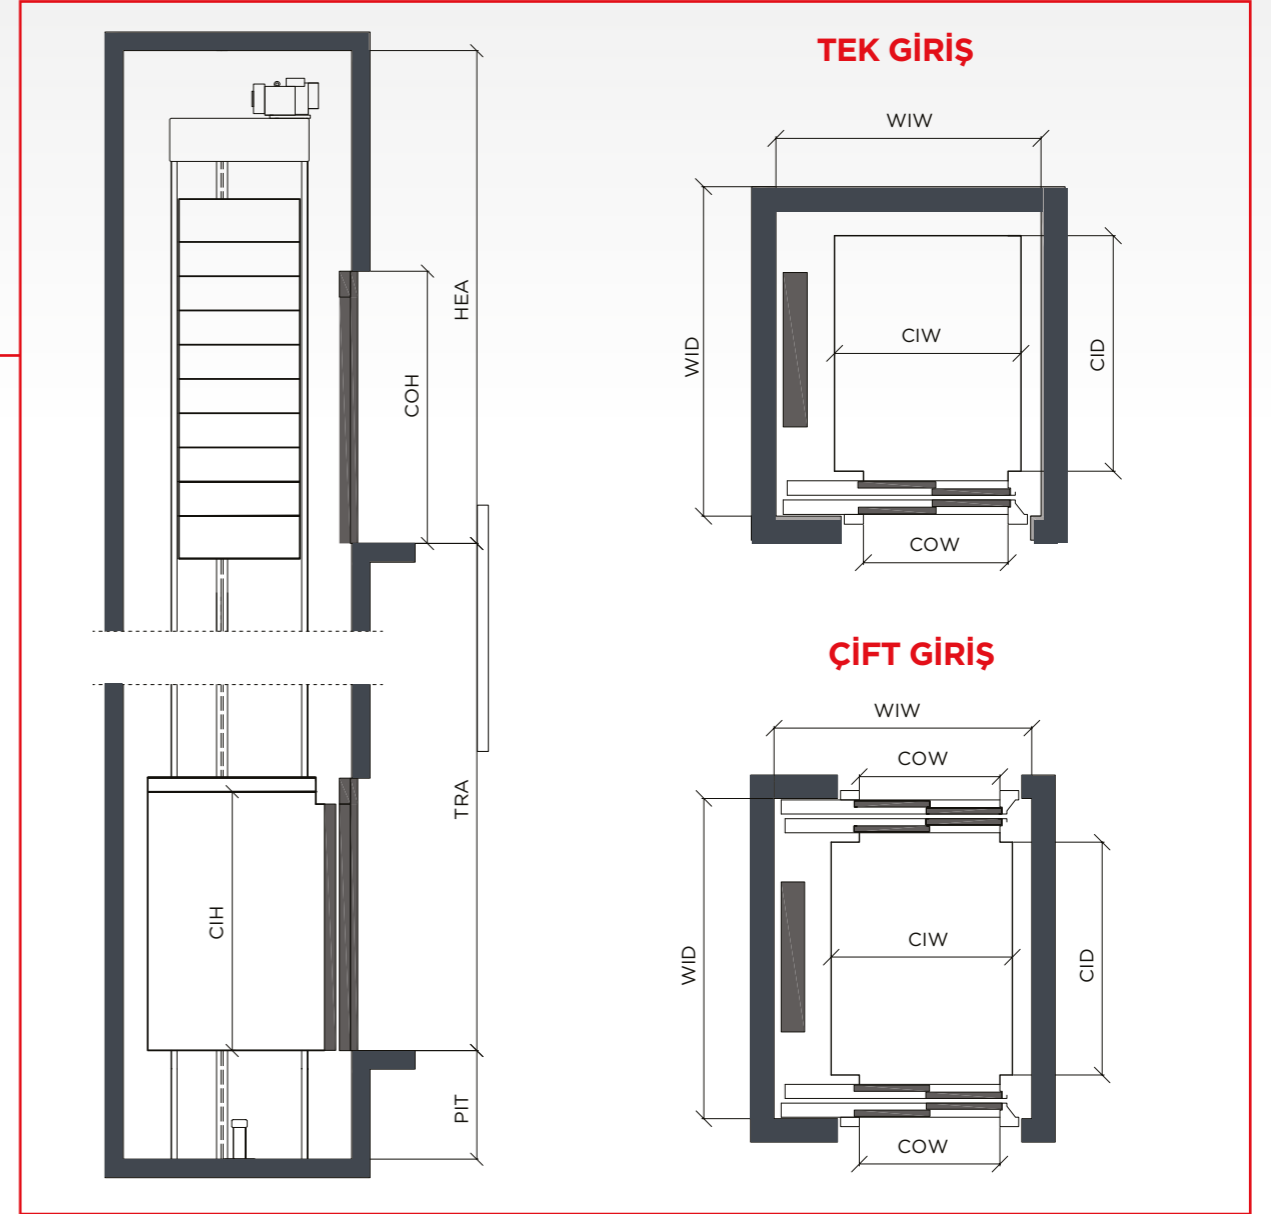 HEA
COH
TRA
CIH
PIT
TEK GİRİŞ
WIW
WID
CIW
CID
COW
ÇİFT GİRİŞ
WIW
COW
WID
CIW
CID
COW